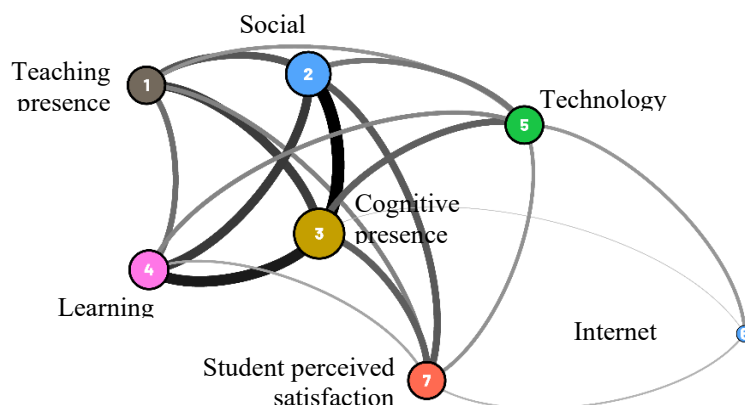 Social
1
2
Teaching
presence
Technology
5
Cognitive
presence
3
4
Learning
Internet
Student perceived
satisfaction
7